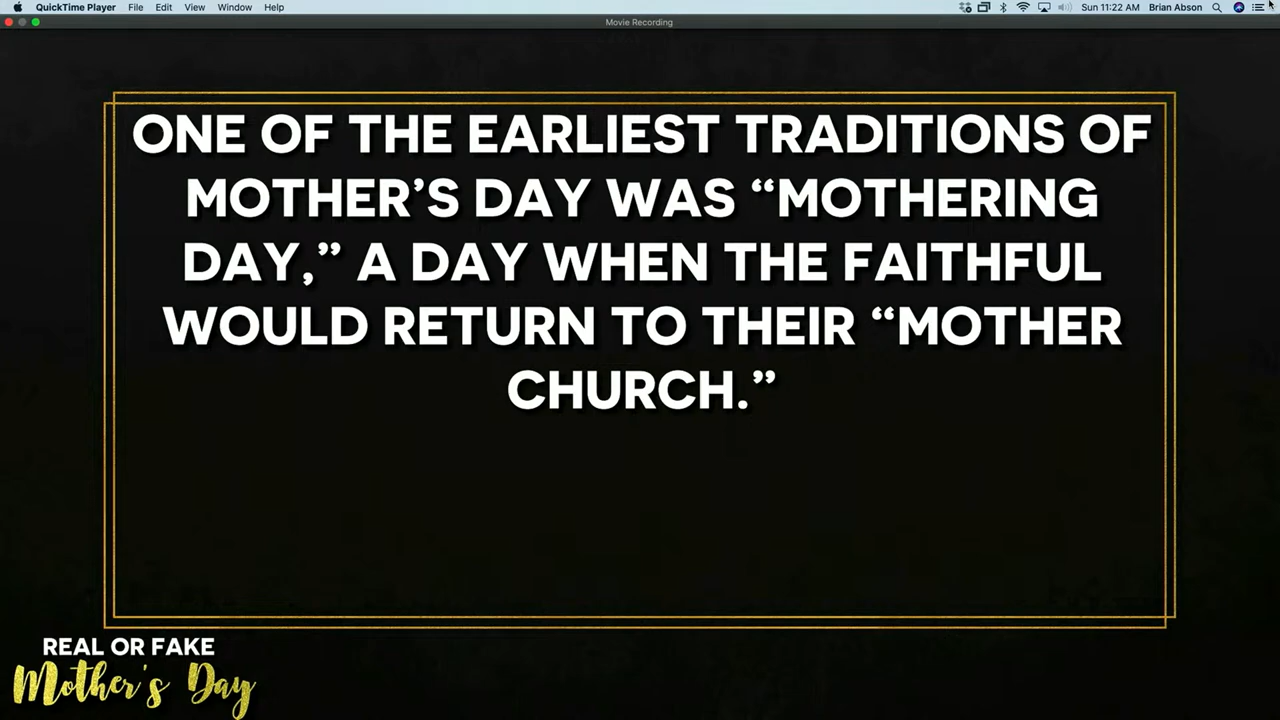 QuickTime Player File Edit View Window Help Sun 11:22 AM Brian Abson
Movie Recording
ONE OF THE EARLIEST TRADITIONS OF
MOTHER’S DAY WAS “MOTHERING
DAY,” A DAY WHEN THE FAITHFUL
WOULD RETURN TO THEIR “MOTHER
CHURCH.”
REAL OR FAKE
Mother's Day